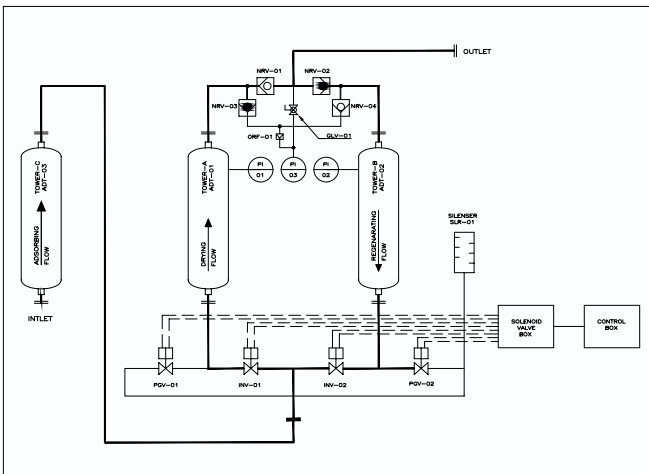 OUTLET
NRV-01
NRV-02
NRV-03
NRV-04
ORF-01
GLV-01
TOWER-C
ADT-03
ADSORBING
FLOW
INTLET
TOWER-A
ADT-01
DRYING
FLOW
PI
01
PI
03
PI
02
TOWER-B
ADT-02
REGENARATING
FLOW
SILENSER
SLR-01
SOLENOID
VALVE
BOX
CONTROL
BOX
PGV-01
INV-01
INV-02
PGV-02